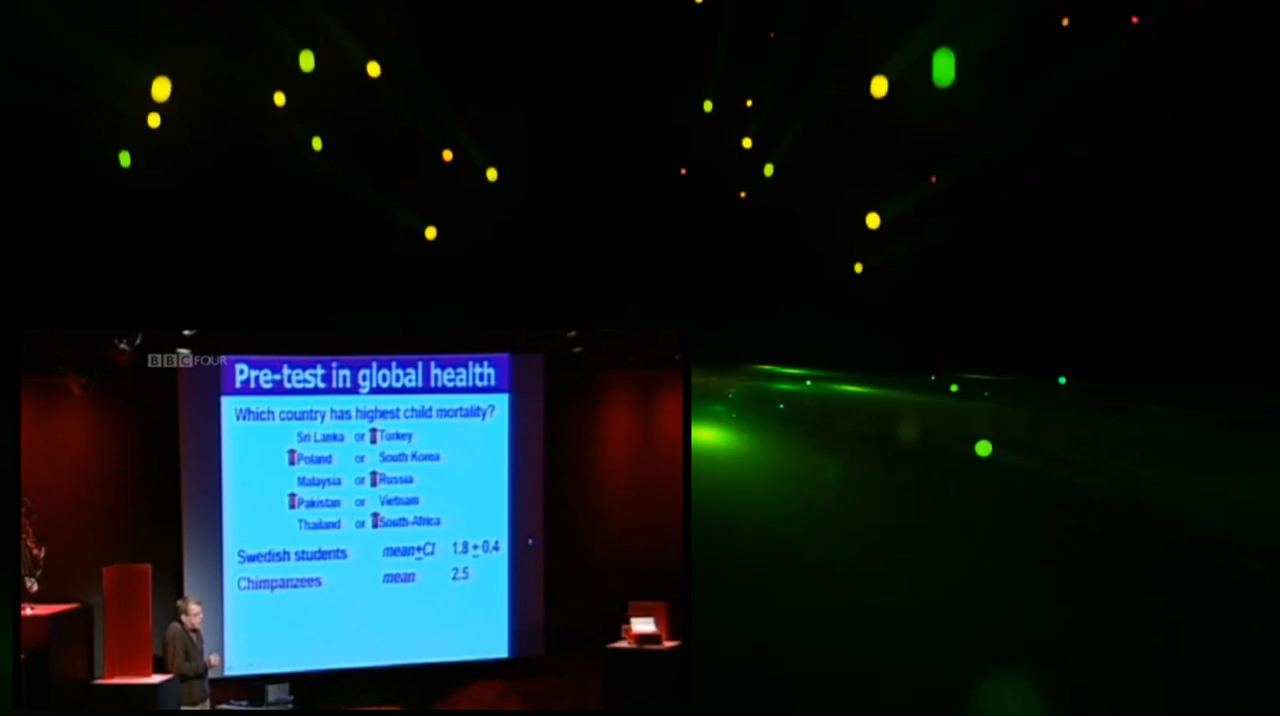 BBC FOUR
Pre-test in global health
Which country has highest child mortality?
Sri Lanka or Turkey
Poland or South Korea
Malaysia or Russia
Pakistan or Vietnam
Thailand or South-Africa
Swedish students mean±CI 1.8 ± 0.4
Chimpanzees mean 2.5